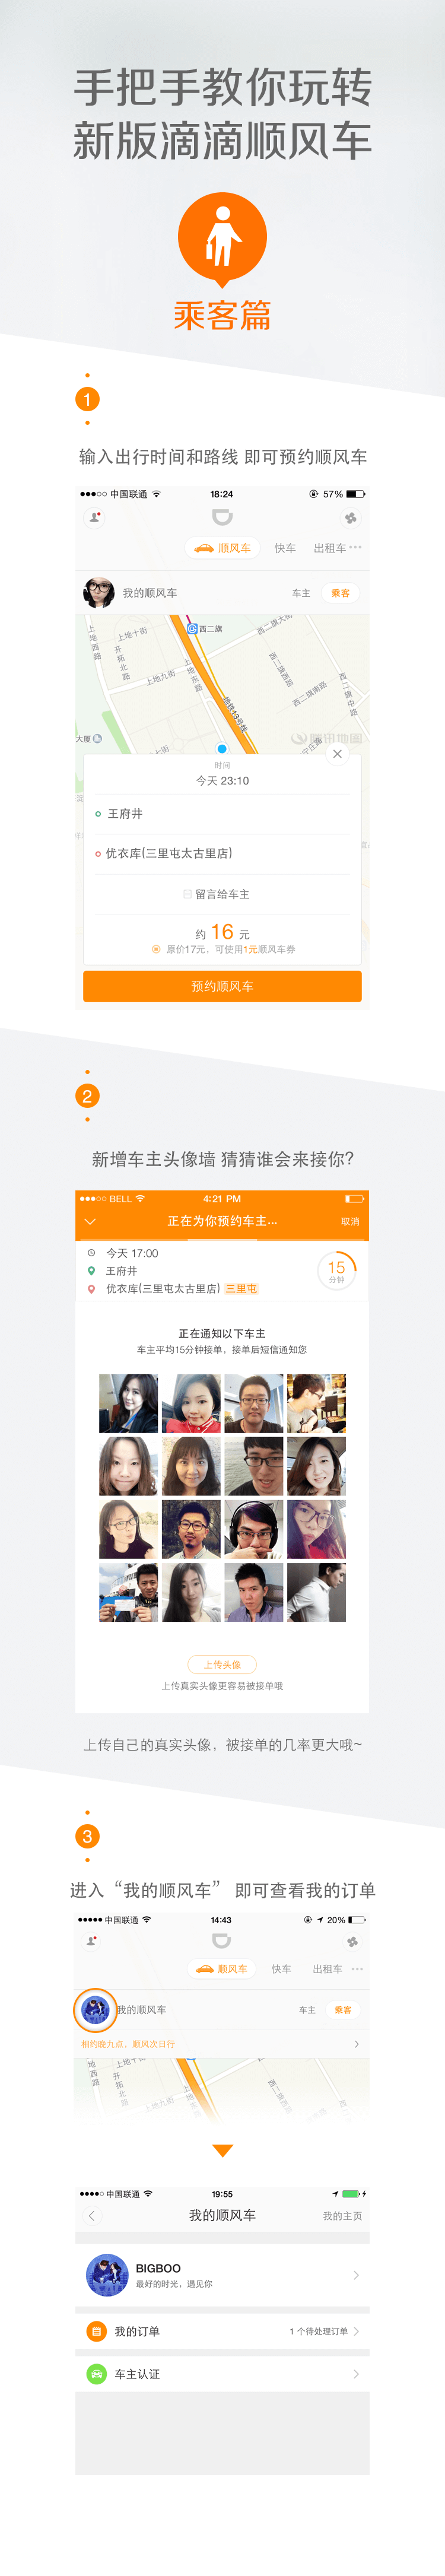 手把手教你玩转
新版滴滴顺风车
乘客篇
1
输入出行时间和路线 即可预约顺风车
中国联通 18:24 57%
顺风车 快车 出租车
我的顺风车 车主 乘客
西二旗
上地西路
上地十街
开拓路
上地九街
上地东路
地铁13号线
西二旗大街
西二旗西路
西二旗南路
腾讯地图
大厦
时间
今天 23:10
王府井
优衣库(三里屯太古里店)
留言给车主
约 16 元
原价17元，可使用1元顺风车券
预约顺风车
2
新增车主头像墙 猜猜谁会来接你?
BELL 4:21 PM
正在为你预约车主... 取消
今天 17:00
王府井
优衣库(三里屯太古里店) 三里屯
15
分钟
正在通知以下车主
车主平均15分钟接单，接单后短信通知您
上传头像
上传真实头像更容易被接单哦
上传自己的真实头像，被接单的几率更大哦~
3
进入“我的顺风车” 即可查看我的订单
中国联通 14:43 20%
顺风车 快车 出租车
我的顺风车 车主 乘客
相约晚九点，顺风次日行
中国联通 19:55
我的顺风车 我的主页
BIGBOO
最好的时光，遇见你
我的订单 1 个待处理订单
车主认证